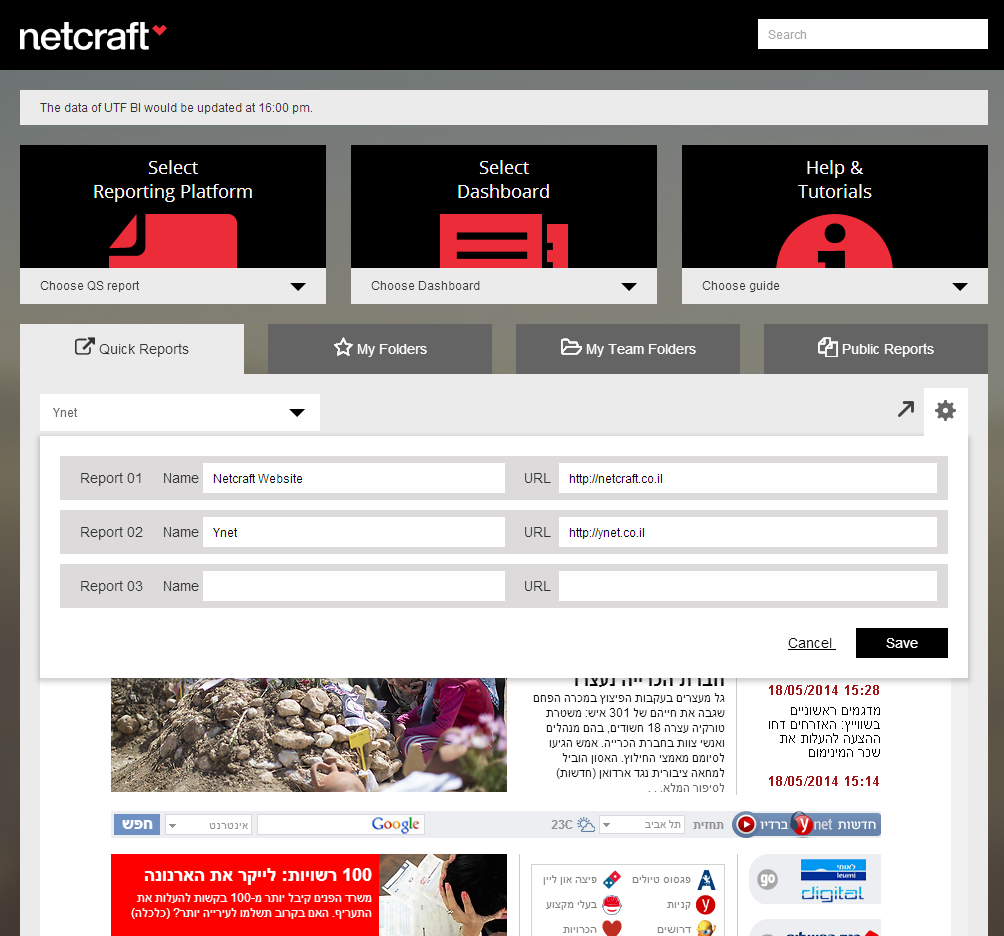 netcraft
Search
The data of UTF BI would be updated at 16:00 pm.
Select
Reporting Platform
Choose QS report
Select
Dashboard
Choose Dashboard
Help &
Tutorials
Choose guide
Quick Reports
My Folders
My Team Folders
Public Reports
Ynet
Report 01 Name Netcraft Website URL http://netcraft.co.il
Report 02 Name Ynet URL http://ynet.co.il
Report 03 Name URL
Cancel Save
חברת הכרייה נעצרו
גל מעצרים בעקבות הפיצוץ במכרה הפחם
שגבה את חייהם של 301 איש: משטרת
טורקיה עצרה 18 חשודים, בהם מנהלים
ואנשי צוות בחברת הכרייה. אמש הגיעו
לסיומם מאמצי החילוץ. האסון הוביל
למחאה ציבורית נגד ארדואן (חדשות)
לסיפור המלא. . .
18/05/2014 15:28
מדגמים ראשוניים
בשווייץ: האזרחים דחו
ההצעה להעלות את
שכר המינימום
18/05/2014 15:14
חדשות ynet ברדיו
תחזית
תל אביב
23C
Google
אינטרנט
חפש
100 רשויות: לייקר את הארנונה
משרד הפנים קיבל יותר מ-100 בקשות להעלות את
התעריף. האם בקרוב תשלמו לעירייה יותר? (כלכלה)
פגסוס טיולים
פיצה און ליין
קניות
בעלי מקצוע
דרושים
הכרויות
לאומי
leumi
digital
go